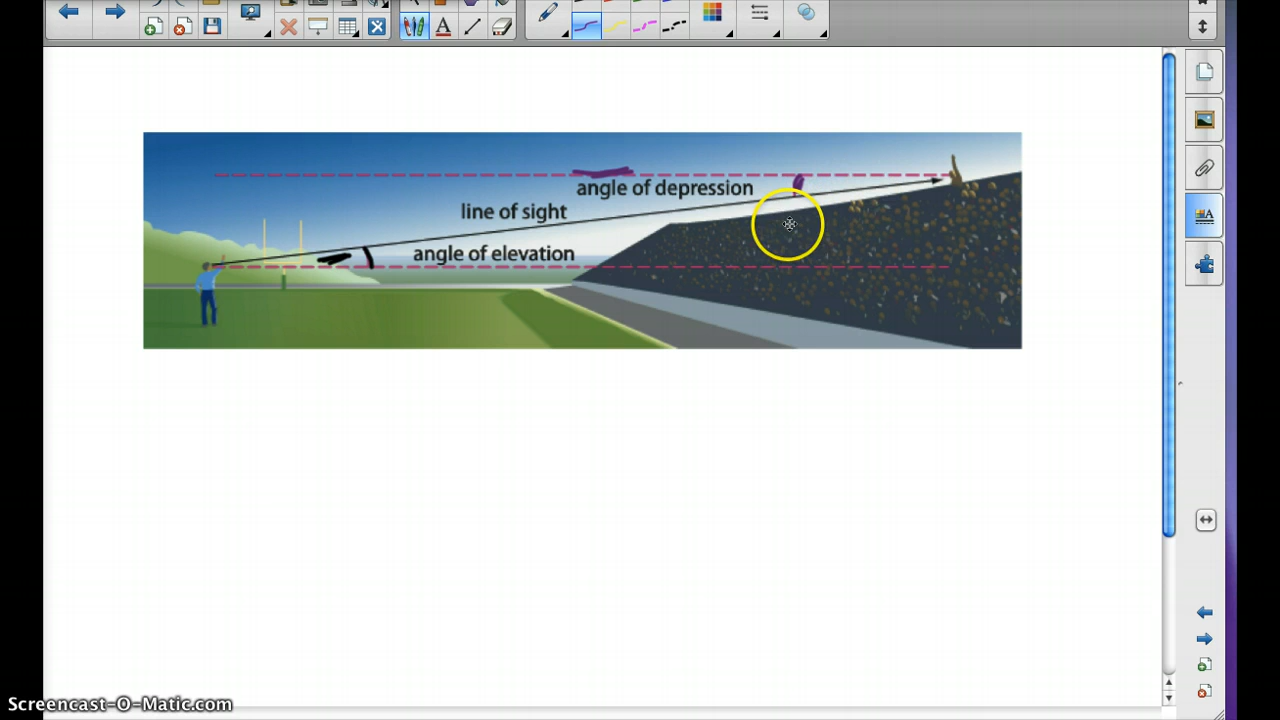 angle of depression
line of sight
angle of elevation
Screencast-O-Matic.com